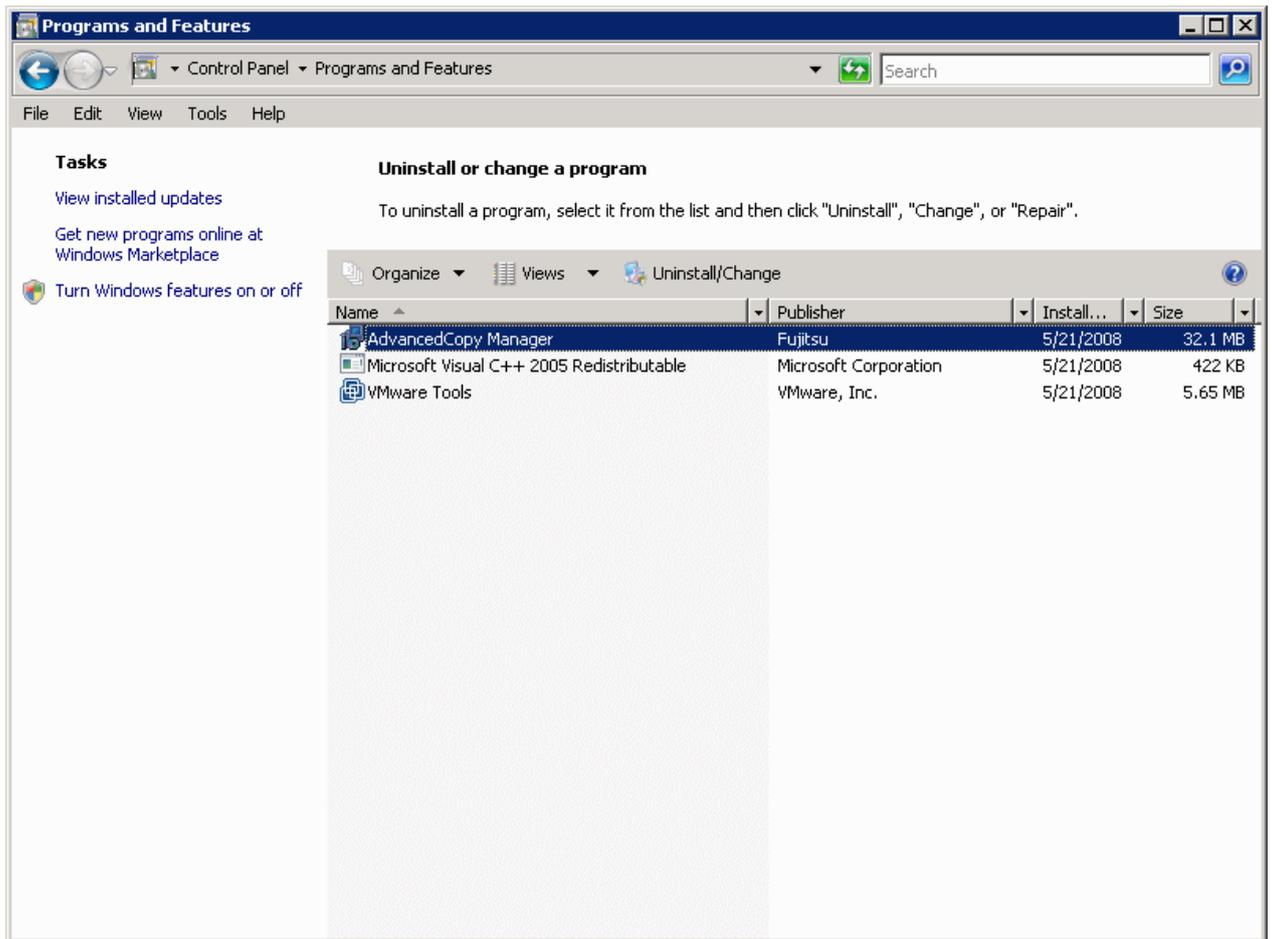 Programs and Features
Control Panel Programs and Features Search
File Edit View Tools Help
Tasks
View installed updates
Get new programs online at
Windows Marketplace
Turn Windows features on or off
Uninstall or change a program
To uninstall a program, select it from the list and then click "Uninstall", "Change", or "Repair".
Organize Views Uninstall/Change
Name Publisher Install... Size
AdvancedCopy Manager Fujitsu 5/21/2008 32.1 MB
Microsoft Visual C++ 2005 Redistributable Microsoft Corporation 5/21/2008 422 KB
VMware Tools VMware, Inc. 5/21/2008 5.65 MB